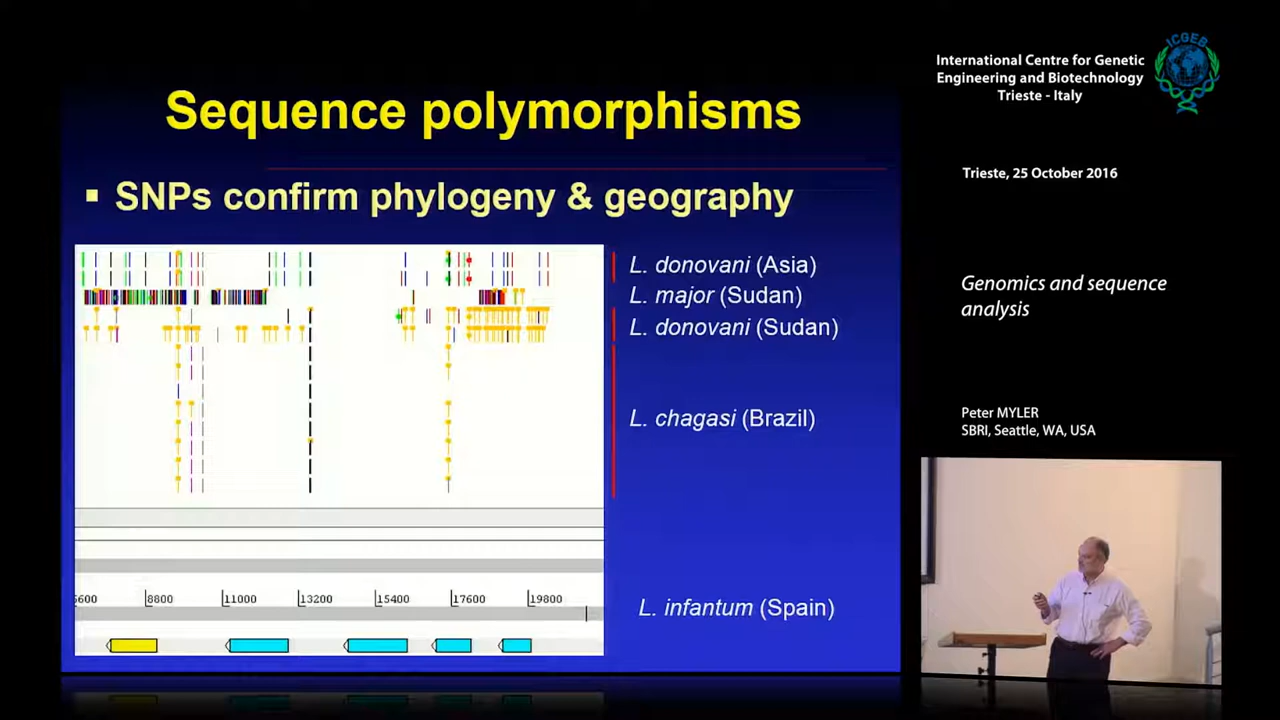 Sequence polymorphisms
▪ SNPs confirm phylogeny & geography
L. donovani (Asia)
L. major (Sudan)
L. donovani (Sudan)
L. chagasi (Brazil)
6600 8800 11000 13200 15400 17600 19800
L. infantum (Spain)
International Centre for Genetic
Engineering and Biotechnology
Trieste - Italy
ICGEB
Trieste, 25 October 2016
Genomics and sequence
analysis
Peter MYLER
SBRI, Seattle, WA, USA